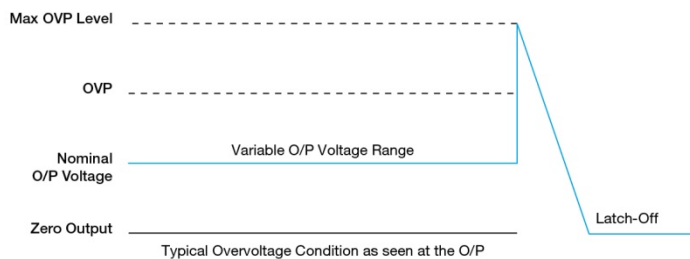 Max OVP Level
OVP
Variable O/P Voltage Range
Nominal
O/P Voltage
Latch-Off
Zero Output
Typical Overvoltage Condition as seen at the O/P